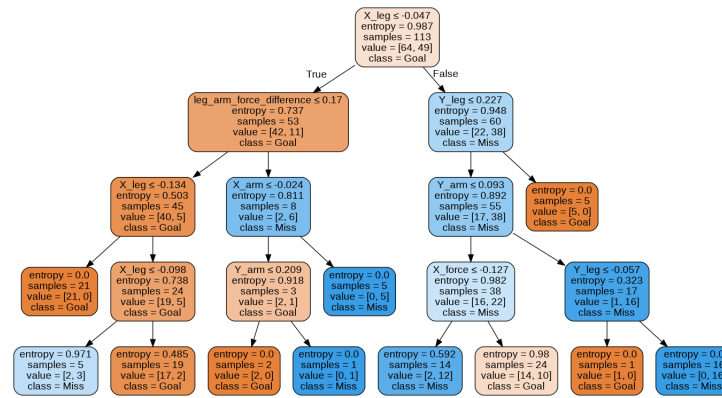 X_leg ≤ -0.047
entropy = 0.987
samples = 113
value = [64, 49]
class = Goal
True
False
leg_arm_force_difference ≤ 0.17
entropy = 0.737
samples = 53
value = [42, 11]
class = Goal
Y_leg ≤ 0.227
entropy = 0.948
samples = 60
value = [22, 38]
class = Miss
X_leg ≤ -0.134
entropy = 0.503
samples = 45
value = [40, 5]
class = Goal
X_arm ≤ -0.024
entropy = 0.811
samples = 8
value = [2, 6]
class = Miss
Y_arm ≤ 0.093
entropy = 0.892
samples = 55
value = [17, 38]
class = Miss
entropy = 0.0
samples = 5
value = [5, 0]
class = Goal
entropy = 0.0
samples = 21
value = [21, 0]
class = Goal
X_leg ≤ -0.098
entropy = 0.738
samples = 24
value = [19, 5]
class = Goal
Y_arm ≤ 0.209
entropy = 0.918
samples = 3
value = [2, 1]
class = Goal
entropy = 0.0
samples = 5
value = [0, 5]
class = Miss
X_force ≤ -0.127
entropy = 0.982
samples = 38
value = [16, 22]
class = Miss
Y_leg ≤ -0.057
entropy = 0.323
samples = 17
value = [1, 16]
class = Miss
entropy = 0.971
samples = 5
value = [2, 3]
class = Miss
entropy = 0.485
samples = 19
value = [17, 2]
class = Goal
entropy = 0.0
samples = 2
value = [2, 0]
class = Goal
entropy = 0.0
samples = 1
value = [0, 1]
class = Miss
entropy = 0.592
samples = 14
value = [2, 12]
class = Miss
entropy = 0.98
samples = 24
value = [14, 10]
class = Goal
entropy = 0.0
samples = 1
value = [1, 0]
class = Goal
entropy = 0.0
samples = 16
value = [0, 16]
class = Miss